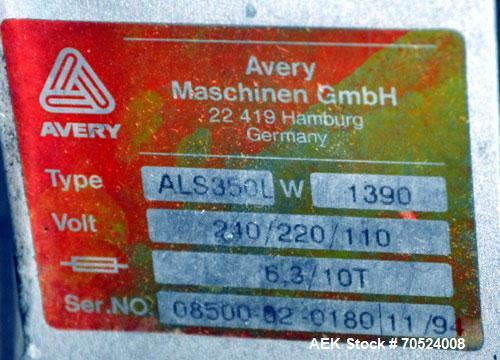 Avery
Maschinen GmbH
22 419 Hamburg
Germany
AVERY
Type ALS350L W 1390
Volt 240/220/110
6,3/10T
Ser.NO 08500 02 0180 11/94
AEK Stock # 70524008